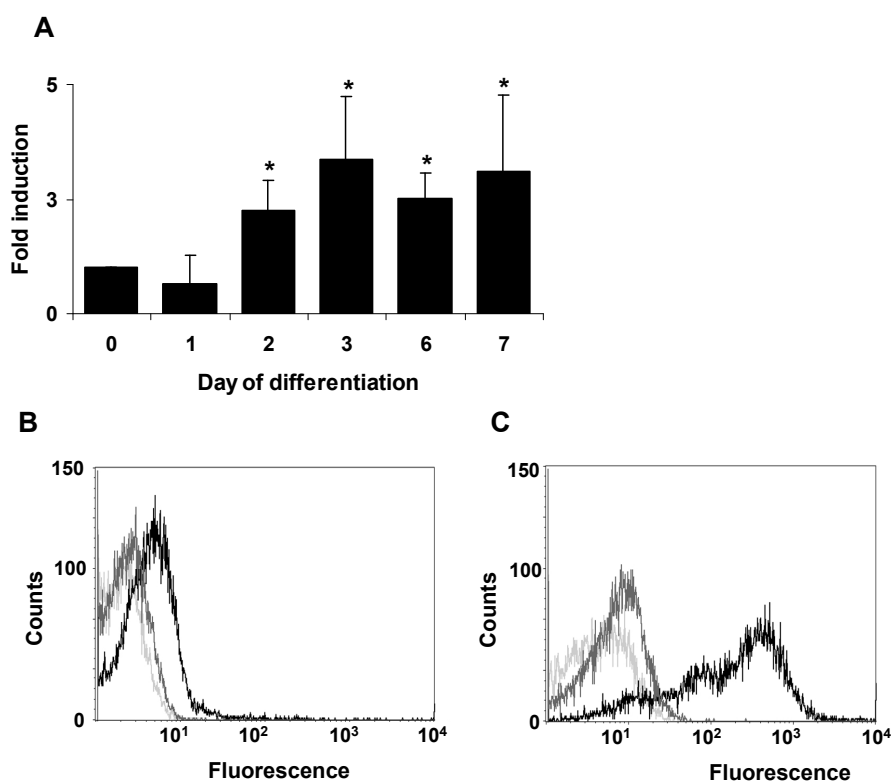 A
5
3
0
Fold induction
* * * *
0 1 2 3 6 7
Day of differentiation
B
150
100
0
Counts
10¹ 10² 10³ 10⁴
Fluorescence
C
150
100
0
Counts
10¹ 10² 10³ 10⁴
Fluorescence